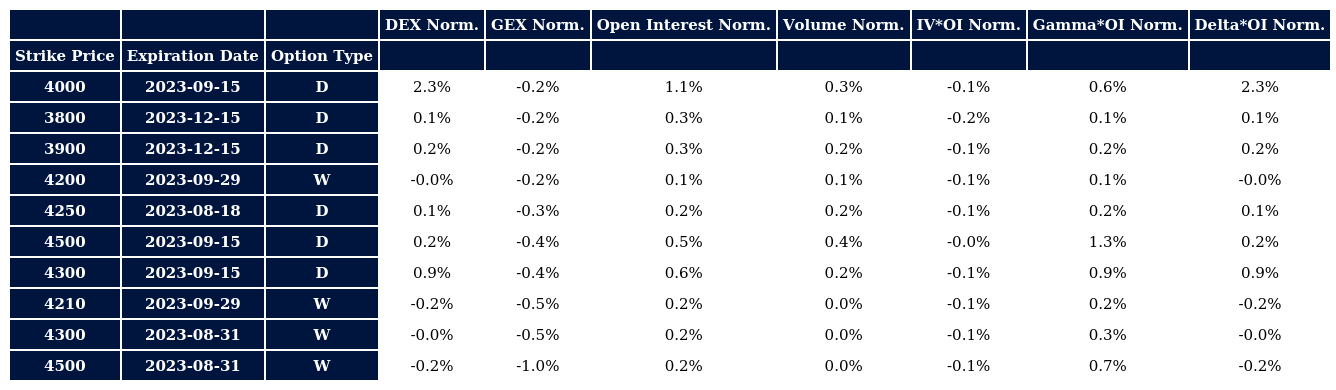 DEX Norm. GEX Norm. Open Interest Norm. Volume Norm. IV*OI Norm. Gamma*OI Norm. Delta*OI Norm.
Strike Price Expiration Date Option Type
4000 2023-09-15 D 2.3% -0.2% 1.1% 0.3% -0.1% 0.6% 2.3%
3800 2023-12-15 D 0.1% -0.2% 0.3% 0.1% -0.2% 0.1% 0.1%
3900 2023-12-15 D 0.2% -0.2% 0.3% 0.2% -0.1% 0.2% 0.2%
4200 2023-09-29 W -0.0% -0.2% 0.1% 0.1% -0.1% 0.1% -0.0%
4250 2023-08-18 D 0.1% -0.3% 0.2% 0.2% -0.1% 0.2% 0.1%
4500 2023-09-15 D 0.2% -0.4% 0.5% 0.4% -0.0% 1.3% 0.2%
4300 2023-09-15 D 0.9% -0.4% 0.6% 0.2% -0.1% 0.9% 0.9%
4210 2023-09-29 W -0.2% -0.5% 0.2% 0.0% -0.1% 0.2% -0.2%
4300 2023-08-31 W -0.0% -0.5% 0.2% 0.0% -0.1% 0.3% -0.0%
4500 2023-08-31 W -0.2% -1.0% 0.2% 0.0% -0.1% 0.7% -0.2%